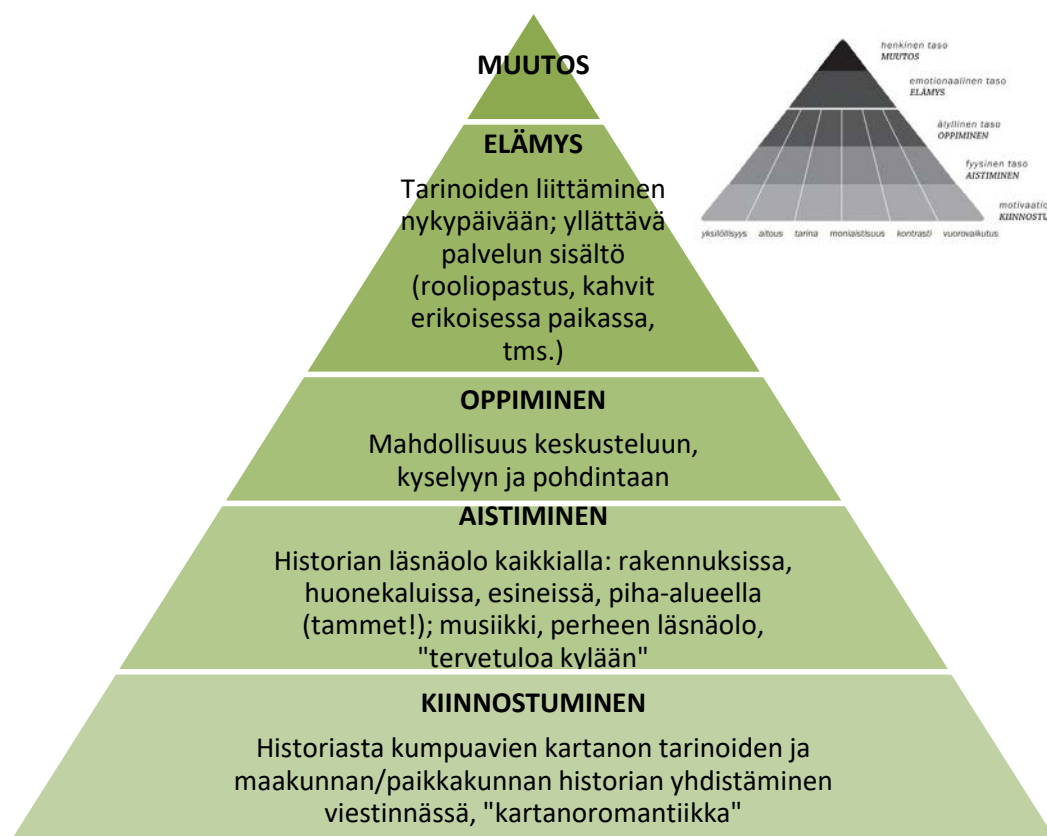 MUUTOS
ELÄMYS
Tarinoiden liittäminen
nykypäivään; yllättävä
palvelun sisältö
(rooliopastus, kahvit
erikoisessa paikassa,
tms.)
OPPIMINEN
Mahdollisuus keskusteluun,
kyselyyn ja pohdintaan
AISTIMINEN
Historian läsnäolo kaikkialla: rakennuksissa,
huonekaluissa, esineissä, piha-alueella
(tammet!); musiikki, perheen läsnäolo,
"tervetuloa kylään"
KIINNOSTUMINEN
Historiasta kumpuavien kartanon tarinoiden ja
maakunnan/paikkakunnan historian yhdistäminen
viestinnässä, "kartanoromantiikka"
henkinen taso
MUUTOS
emotionaalinen taso
ELÄMYS
älyllinen taso
OPPIMINEN
fyysinen taso
AISTIMINEN
motivaatio
KIINNOSTU
yksilöllisyys aitous tarina moniaistisuus kontrasti vuorovaikutus